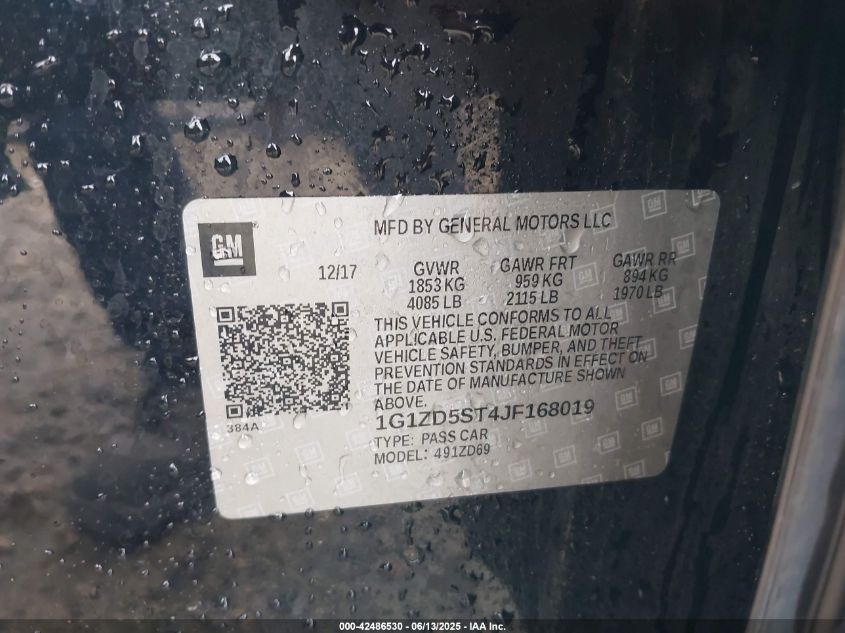 GM
MFD BY GENERAL MOTORS LLC
12/17
GVWR
1853 KG
4085 LB
GAWR FRT
959 KG
2115 LB
GAWR RR
894 KG
1970 LB
THIS VEHICLE CONFORMS TO ALL
APPLICABLE U.S. FEDERAL MOTOR
VEHICLE SAFETY, BUMPER, AND THEFT
PREVENTION STANDARDS IN EFFECT ON
THE DATE OF MANUFACTURE SHOWN
ABOVE.
384A
1G1ZD5ST4JF168019
TYPE: PASS CAR
MODEL: 491ZD69
000-42486530 - 06/13/2025 - IAA Inc.